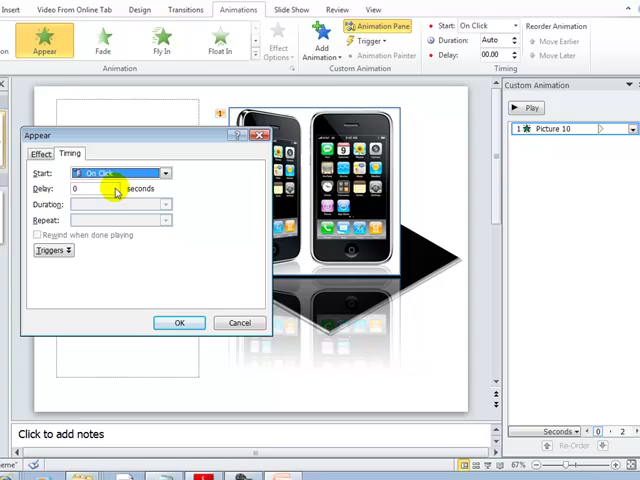 Insert Video From Online Tab Design Transitions Animations Slide Show Review View
Appear Fade Fly In Float In
Effect Options
Add Animation
Animation Pane
Trigger
Animation Painter
Start: On Click
Duration: Auto
Delay: 00.00
Reorder Animation
Move Earlier
Move Later
Animation Custom Animation Timing
Custom Animation
Play
1 Picture 10
1
Appear
Effect Timing
Start: On Click
Delay: 0 seconds
Duration:
Repeat:
Rewind when done playing
Triggers
OK Cancel
Click to add notes
Seconds 0 2
Re-Order
eme" 67%